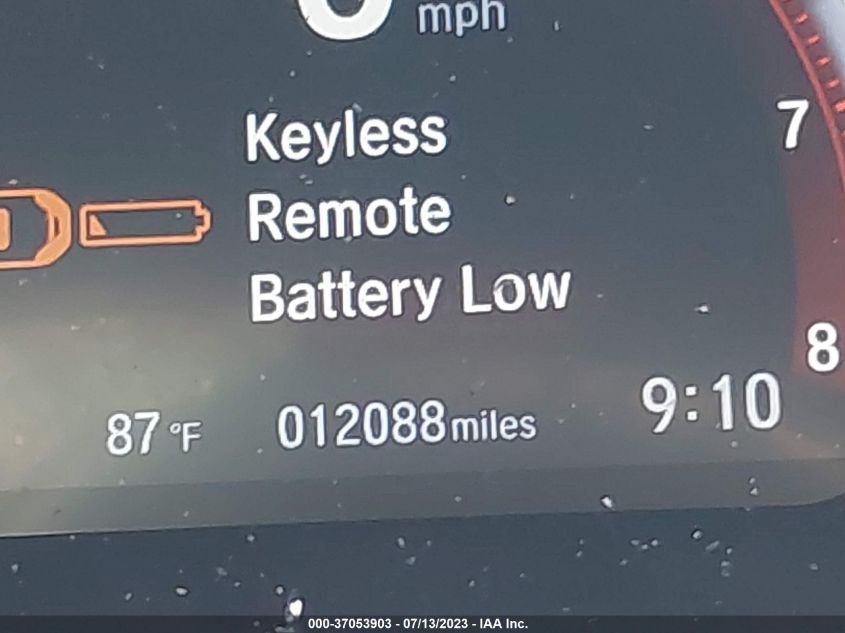 mph
Keyless
7
Remote
Battery Low
8
87 °F 012088 miles 9:10
000-37053903 - 07/13/2023 - IAA Inc.